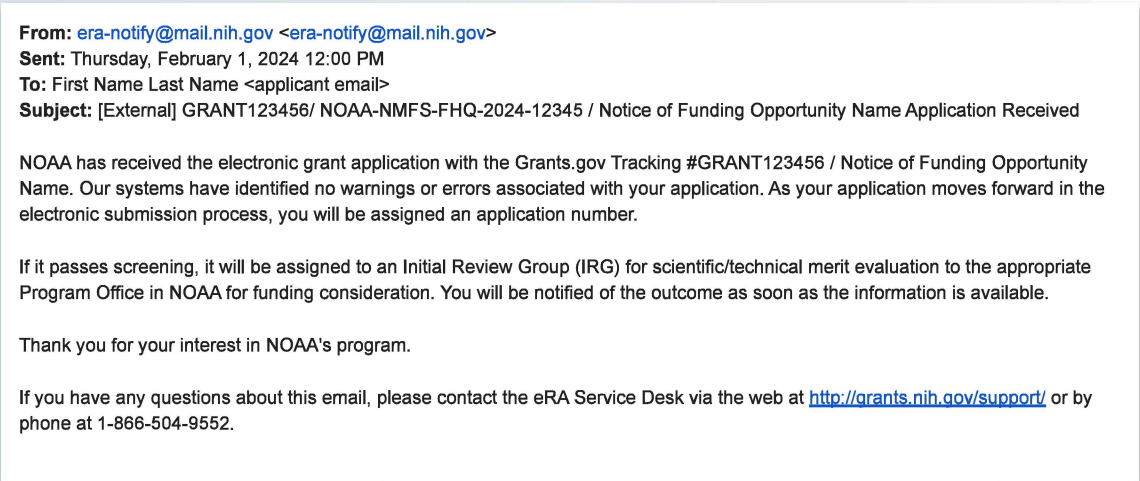 From: era-notify@mail.nih.gov <era-notify@mail.nih.gov>
Sent: Thursday, February 1, 2024 12:00 PM
To: First Name Last Name <applicant email>
Subject: [External] GRANT123456/ NOAA-NMFS-FHQ-2024-12345 / Notice of Funding Opportunity Name Application Received
NOAA has received the electronic grant application with the Grants.gov Tracking #GRANT123456 / Notice of Funding Opportunity
Name. Our systems have identified no warnings or errors associated with your application. As your application moves forward in the
electronic submission process, you will be assigned an application number.
If it passes screening, it will be assigned to an Initial Review Group (IRG) for scientific/technical merit evaluation to the appropriate
Program Office in NOAA for funding consideration. You will be notified of the outcome as soon as the information is available.
Thank you for your interest in NOAA's program.
If you have any questions about this email, please contact the eRA Service Desk via the web at http://grants.nih.gov/support/ or by
phone at 1-866-504-9552.